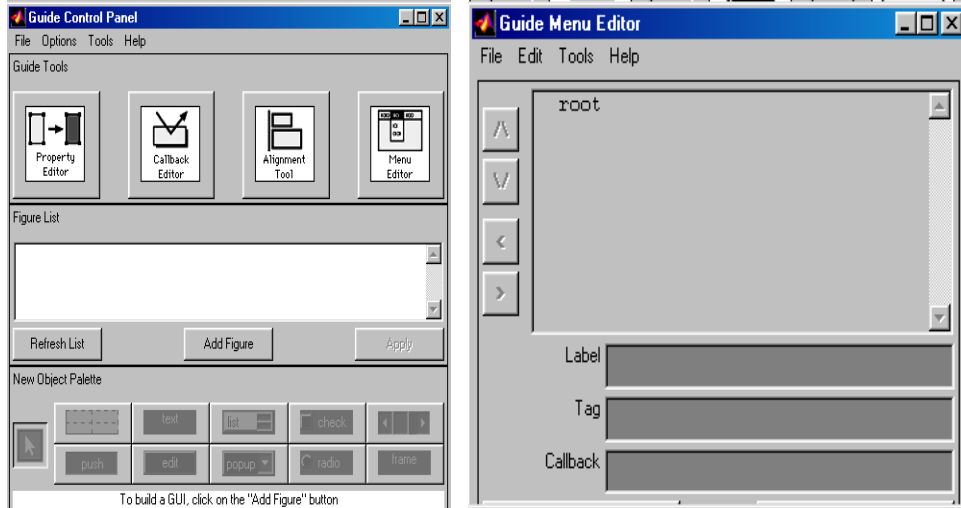 Guide Control Panel
File Options Tools Help
Guide Tools
Property Editor
Callback Editor
Alignment Tool
Menu Editor
Figure List
Refresh List Add Figure Apply
New Object Palette
text list check
push edit popup radio frame
To build a GUI, click on the "Add Figure" button
Guide Menu Editor
File Edit Tools Help
root
/\
\/
<
>
Label
Tag
Callback